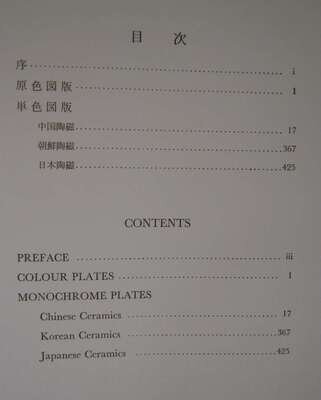 目 次
序 i
原色図版 1
単色図版
中国陶磁 17
朝鮮陶磁 367
日本陶磁 425
CONTENTS
PREFACE iii
COLOUR PLATES 1
MONOCHROME PLATES
Chinese Ceramics 17
Korean Ceramics 367
Japanese Ceramics 425